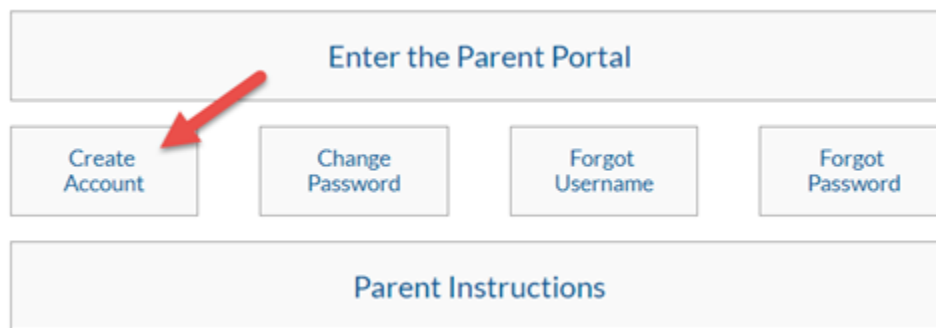 Enter the Parent Portal
Create
Account
Change
Password
Forgot
Username
Forgot
Password
Parent Instructions